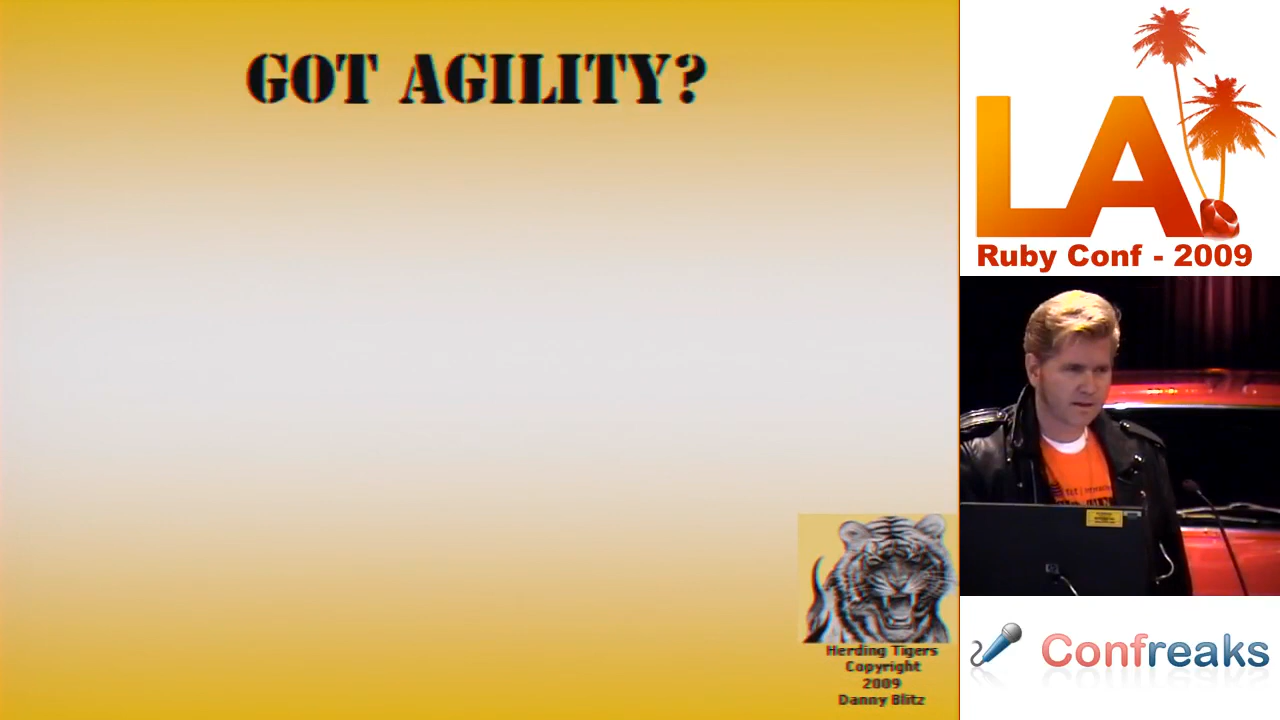 GOT AGILITY?
Herding Tigers
Copyright
2009
Danny Blitz
LA
Ruby Conf - 2009
Confreaks